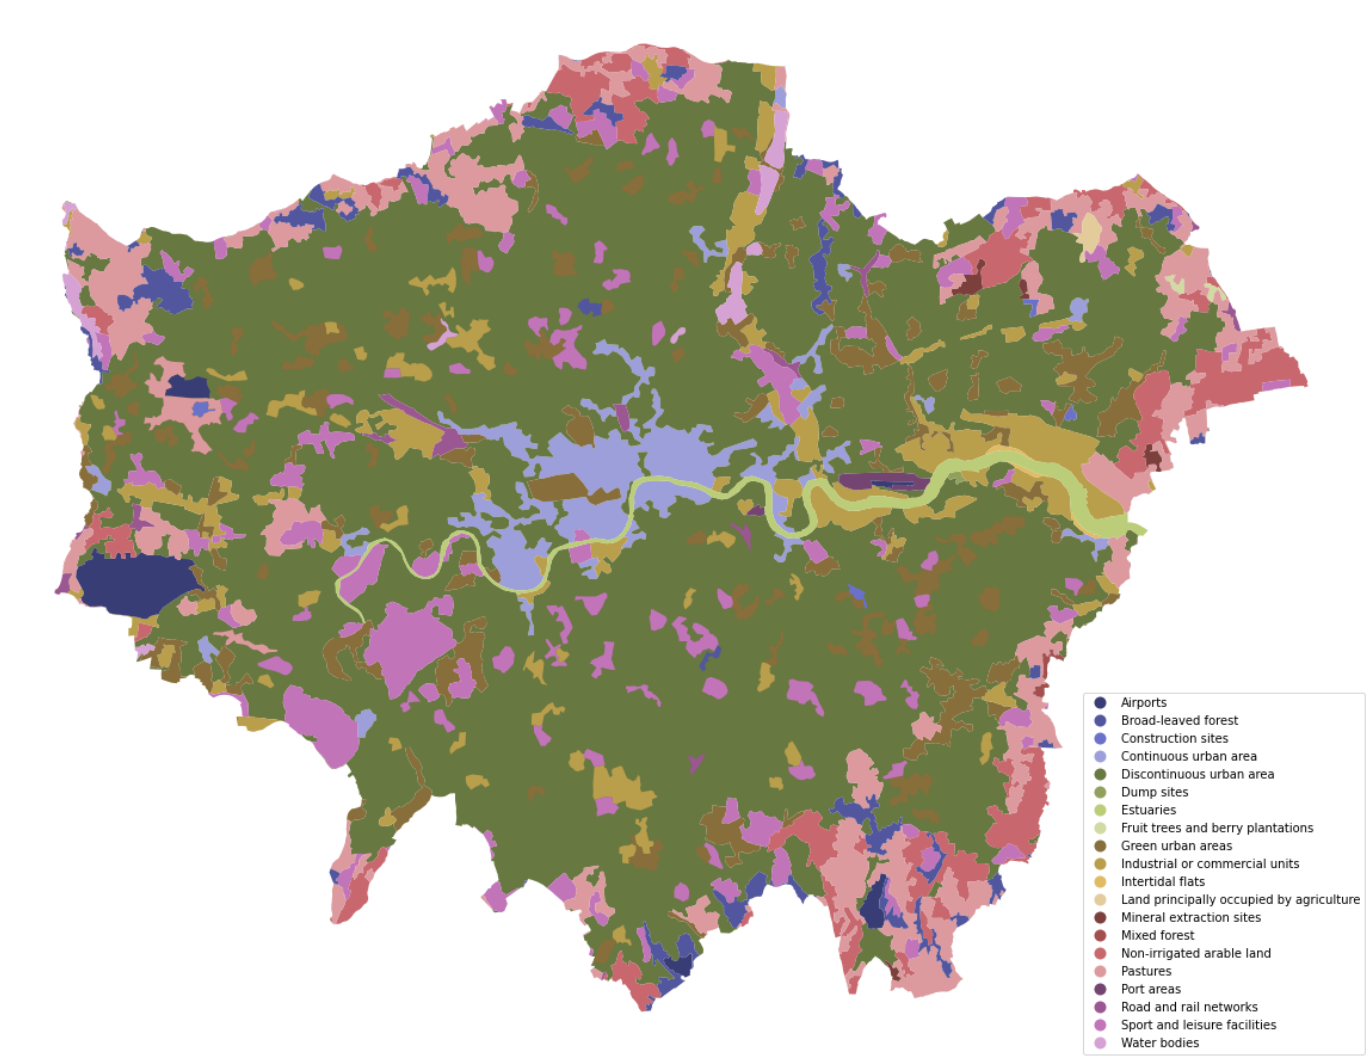 Airports
Broad-leaved forest
Construction sites
Continuous urban area
Discontinuous urban area
Dump sites
Estuaries
Fruit trees and berry plantations
Green urban areas
Industrial or commercial units
Intertidal flats
Land principally occupied by agriculture
Mineral extraction sites
Mixed forest
Non-irrigated arable land
Pastures
Port areas
Road and rail networks
Sport and leisure facilities
Water bodies